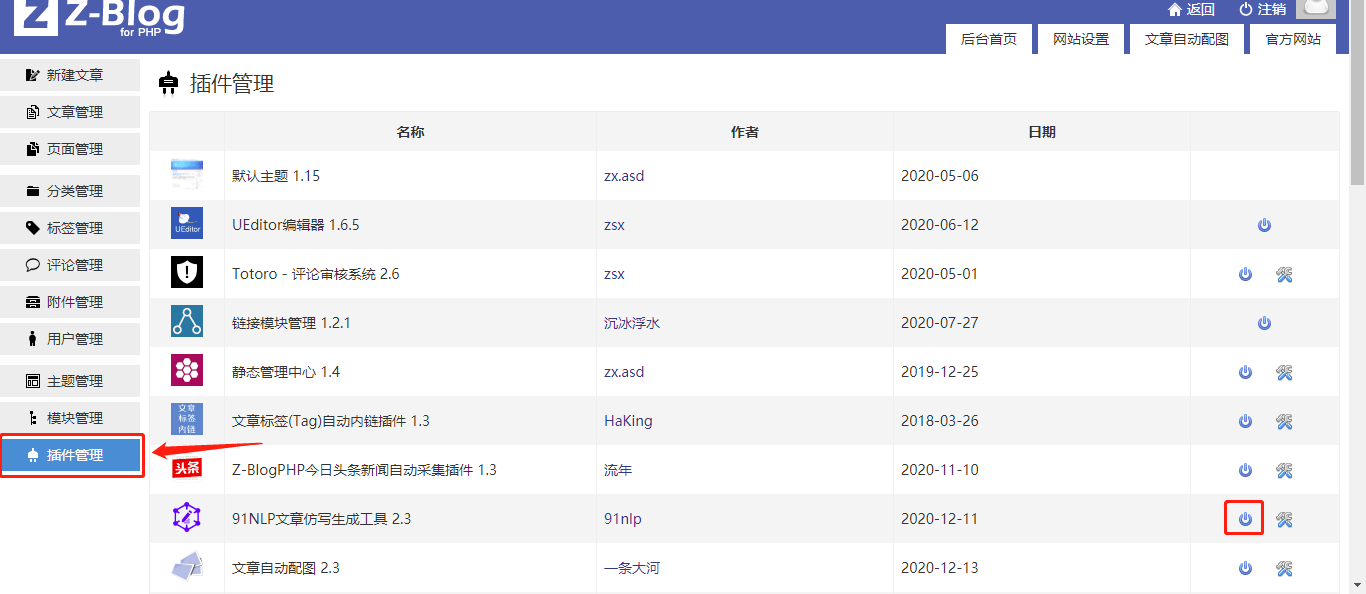 Z-Blog
for PHP
返回 注销
后台首页 网站设置 文章自动配图 官方网站
新建文章
文章管理
页面管理
分类管理
标签管理
评论管理
附件管理
用户管理
主题管理
模块管理
插件管理
插件管理
名称 作者 日期
默认主题 1.15 zx.asd 2020-05-06
UEditor
UEditor编辑器 1.6.5 zsx 2020-06-12
Totoro - 评论审核系统 2.6 zsx 2020-05-01
链接模块管理 1.2.1 沉冰浮水 2020-07-27
静态管理中心 1.4 zx.asd 2019-12-25
文章
标签
内链
文章标签(Tag)自动内链插件 1.3 HaKing 2018-03-26
头条
Z-BlogPHP今日头条新闻自动采集插件 1.3 流年 2020-11-10
91NLP文章仿写生成工具 2.3 91nlp 2020-12-11
文章自动配图 2.3 一条大河 2020-12-13